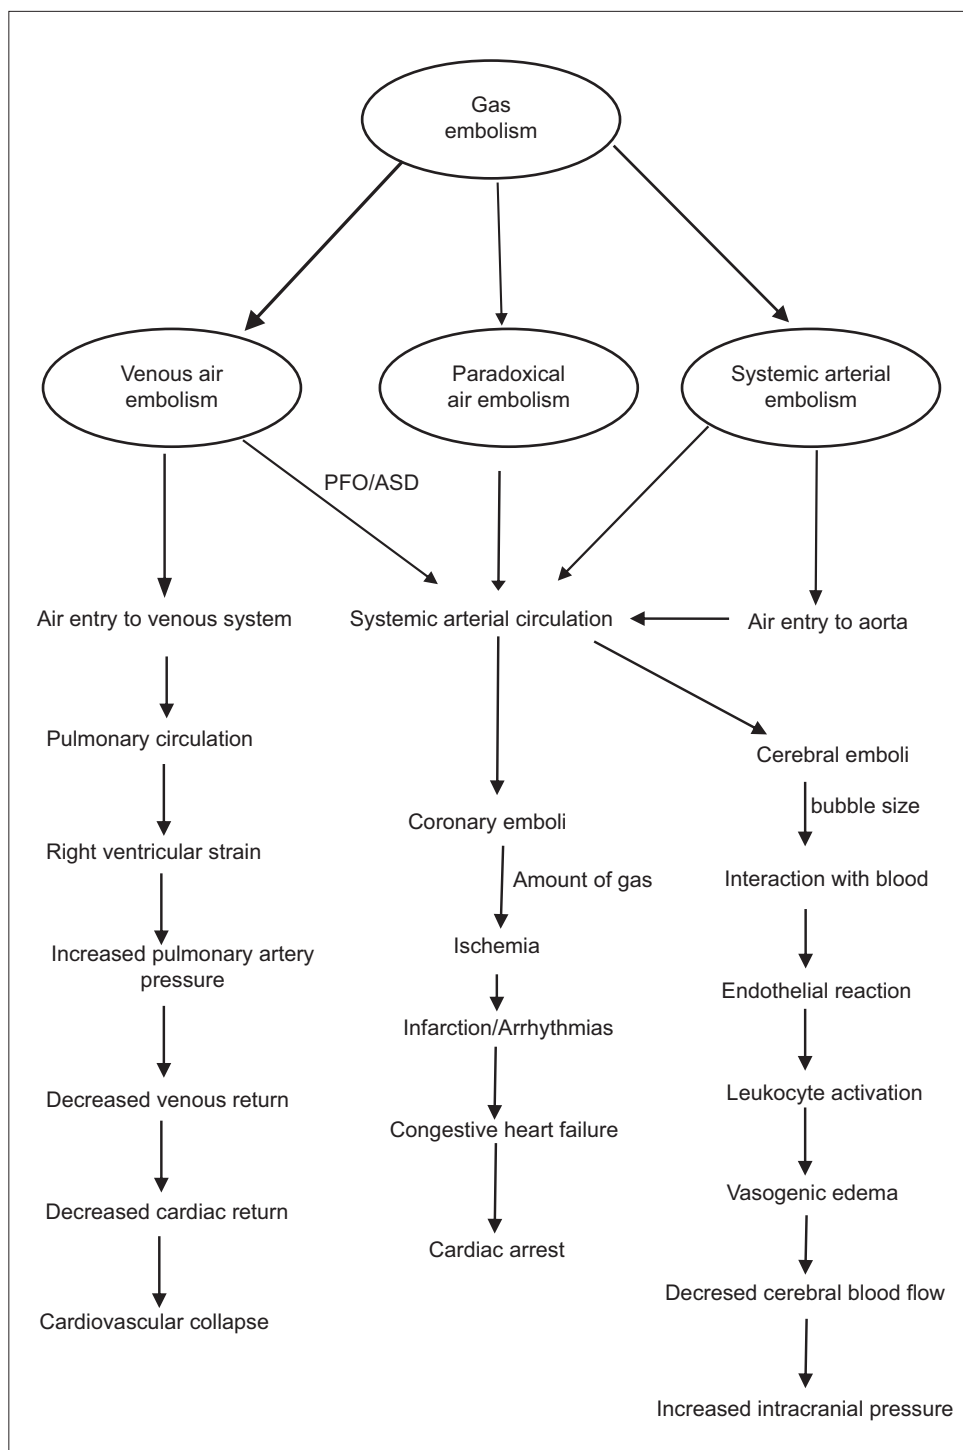 Gas
embolism
Venous air
embolism
Paradoxical
air embolism
Systemic arterial
embolism
PFO/ASD
Air entry to venous system
Systemic arterial circulation
Air entry to aorta
Pulmonary circulation
Cerebral emboli
bubble size
Coronary emboli
Right ventricular strain
Amount of gas
Interaction with blood
Ischemia
Increased pulmonary artery
pressure
Endothelial reaction
Infarction/Arrhythmias
Decreased venous return
Leukocyte activation
Congestive heart failure
Vasogenic edema
Decreased cardiac return
Cardiac arrest
Decresed cerebral blood flow
Cardiovascular collapse
Increased intracranial pressure